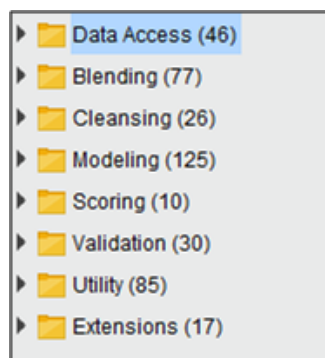 Data Access (46)
Blending (77)
Cleansing (26)
Modeling (125)
Scoring (10)
Validation (30)
Utility (85)
Extensions (17)